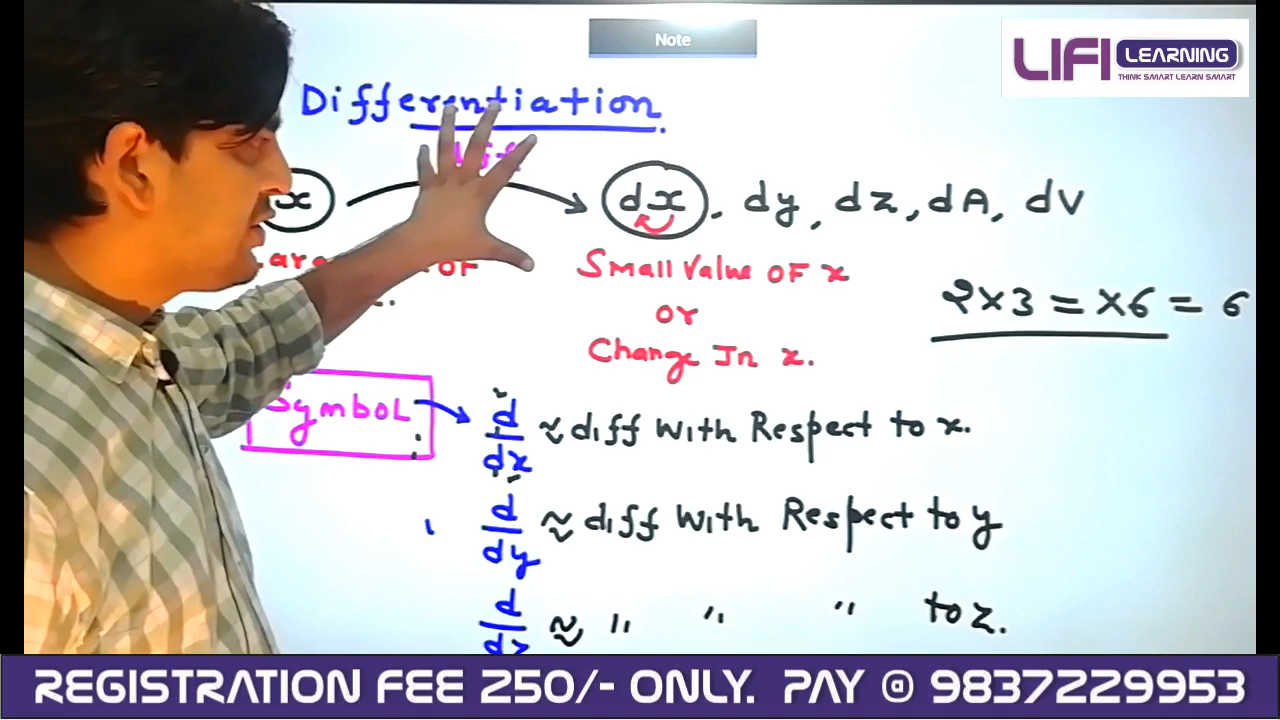 Note
LIFI LEARNING
THINK SMART LEARN SMART
Differentiation
diff
x
dx, dy, dz, dA, dV
OF
Small Value OF x
or
Change In x.
2×3 = ×6 = 6
Symbol
d/dx ≈ diff With Respect to x.
d/dy ≈ diff With Respect to y
≈ " " " to z.
REGISTRATION FEE 250/- ONLY. PAY @ 9837229953